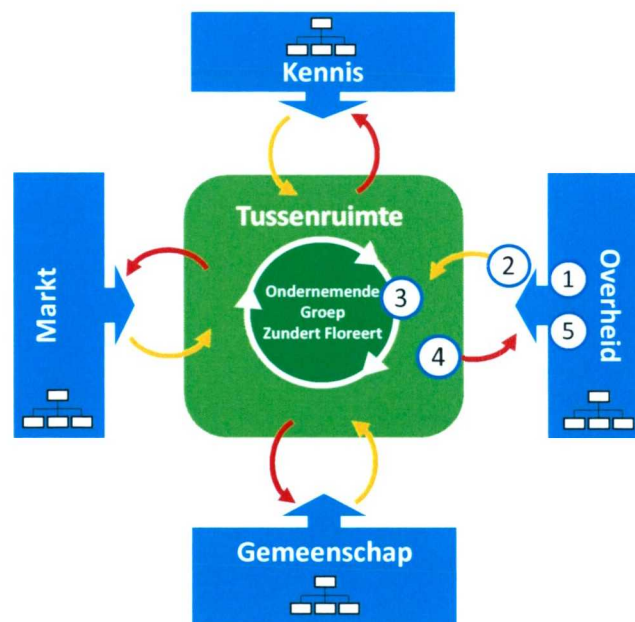 Kennis
Tussenruimte
Markt
Ondernemende
Groep
Zundert Floreert
Overheid
1
2
3
4
5
Gemeenschap